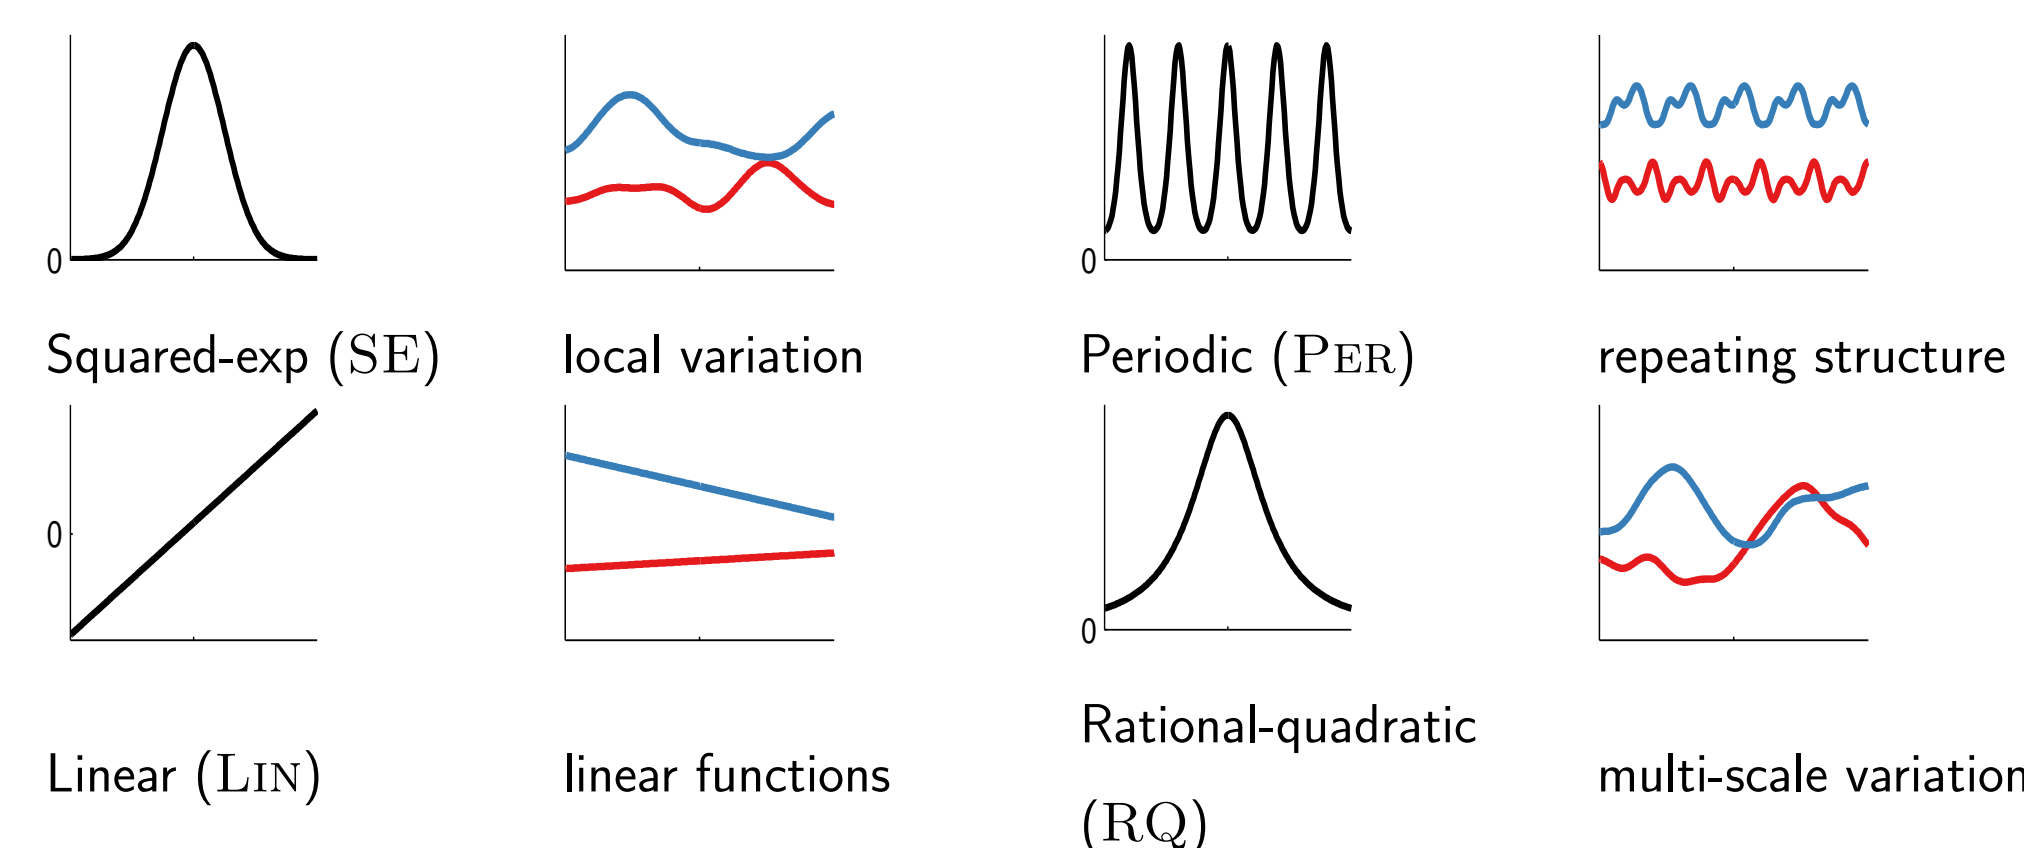 0
0
Squared-exp (SE)
local variation
Periodic (PER)
repeating structure
0
0
Linear (LIN)
linear functions
Rational-quadratic
(RQ)
multi-scale variation